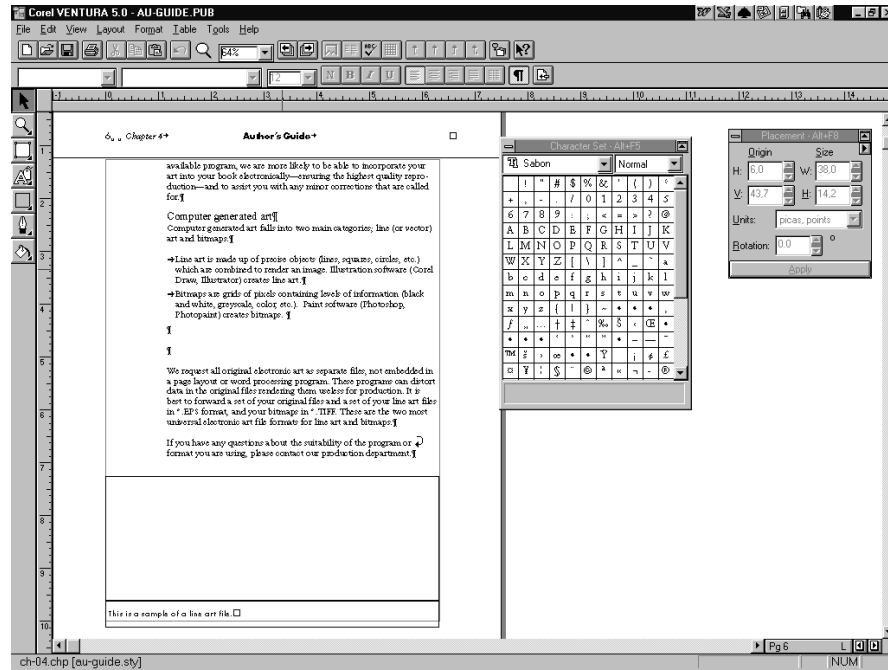 Corel VENTURA 5.0 - AU-GUIDE.PUB
File Edit View Layout Format Table Tools Help
64%
12 N B I U
6 Chapter 4 Author's Guide
available program, we are more likely to be able to incorporate your
art into your book electronically—ensuring the highest quality repro-
duction—and to assist you with any minor corrections that are called
for.¶
Computer generated art¶
Computer generated art falls into two main categories; line (or vector)
art and bitmaps.¶
→Line art is made up of precise objects (lines, squares, circles, etc.)
which are combined to render an image. Illustration software (Corel
Draw, Illustrator) creates line art.¶
→Bitmaps are grids of pixels containing levels of information (black
and white, greyscale, color, etc.). Paint software (Photoshop,
Photopaint) creates bitmaps. ¶
¶
¶
We request all original electronic art as separate files, not embedded in
a page layout or word processing program. These programs can distort
data in the original files rendering them useless for production. It is
best to forward a set of your original files and a set of your line art files
in *.EPS format, and your bitmaps in *.TIFF. These are the two most
universal electronic art file formats for line art and bitmaps.¶
If you have any questions about the suitability of the program or
format you are using, please contact our production department.¶
This is a sample of a line art file.
Character Set - Alt+F5
Sabon Normal
! " # $ % & ' ( )
+ , - . / 0 1 2 3 4 5
6 7 8 9 : ; < = > ? @
A B C D E F G H I J K
L M N O P Q R S T U V
W X Y Z [ \ ] ^ _ ` a
b c d e f g h i j k l
m n o p q r s t u v w
x y z { | } ~
Placement - Alt+F8
Origin Size
H: 6,0 W: 38,0
V: 43,7 H: 14,2
Units: picas, points
Rotation: 0.0 °
Apply
Pg 6 L
ch-04.chp [au-guide.sty] NUM